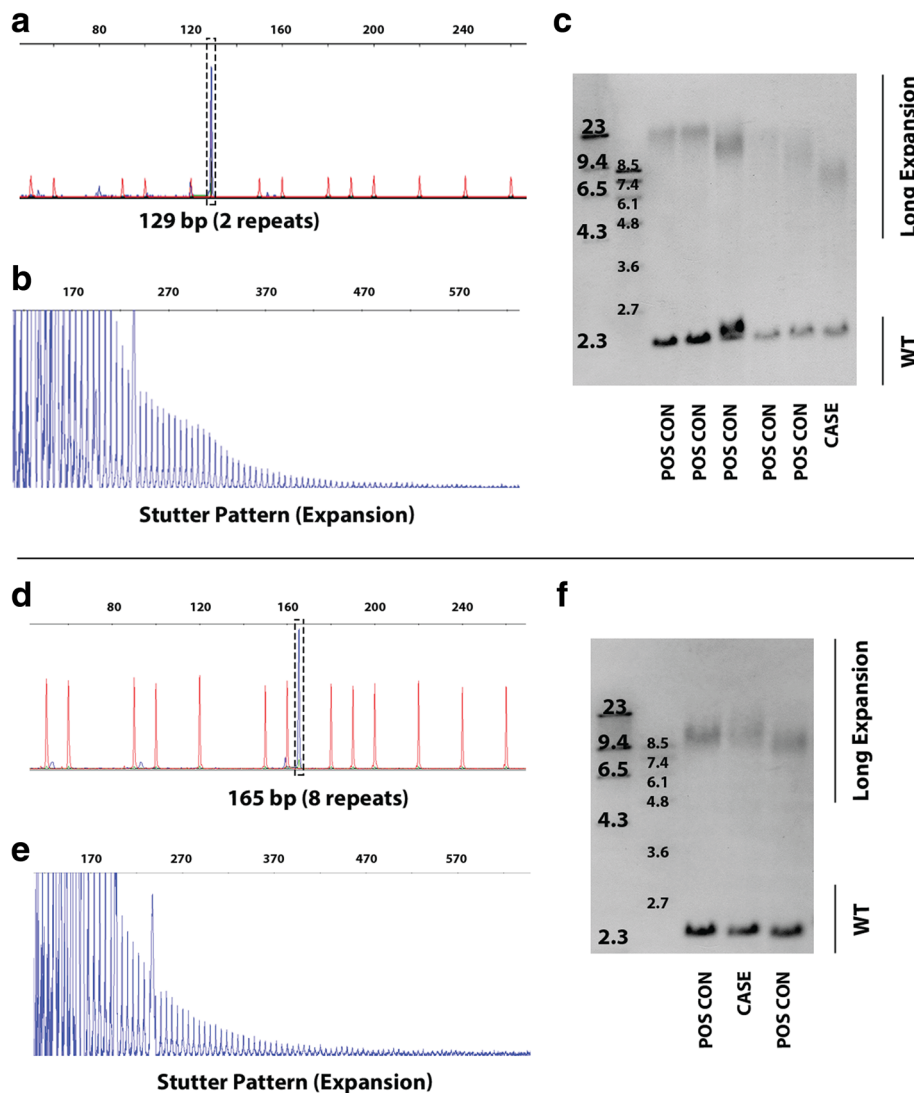 a
80 120 160 200 240
129 bp (2 repeats)
b
170 270 370 470 570
Stutter Pattern (Expansion)
c
23
9.4
6.5
4.3
2.3
8.5
7.4
6.1
4.8
3.6
2.7
Long Expansion
WT
POS CON
POS CON
POS CON
POS CON
POS CON
CASE
d
80 120 160 200 240
165 bp (8 repeats)
e
170 270 370 470 570
Stutter Pattern (Expansion)
f
23
9.4
6.5
4.3
2.3
8.5
7.4
6.1
4.8
3.6
2.7
Long Expansion
WT
POS CON
CASE
POS CON